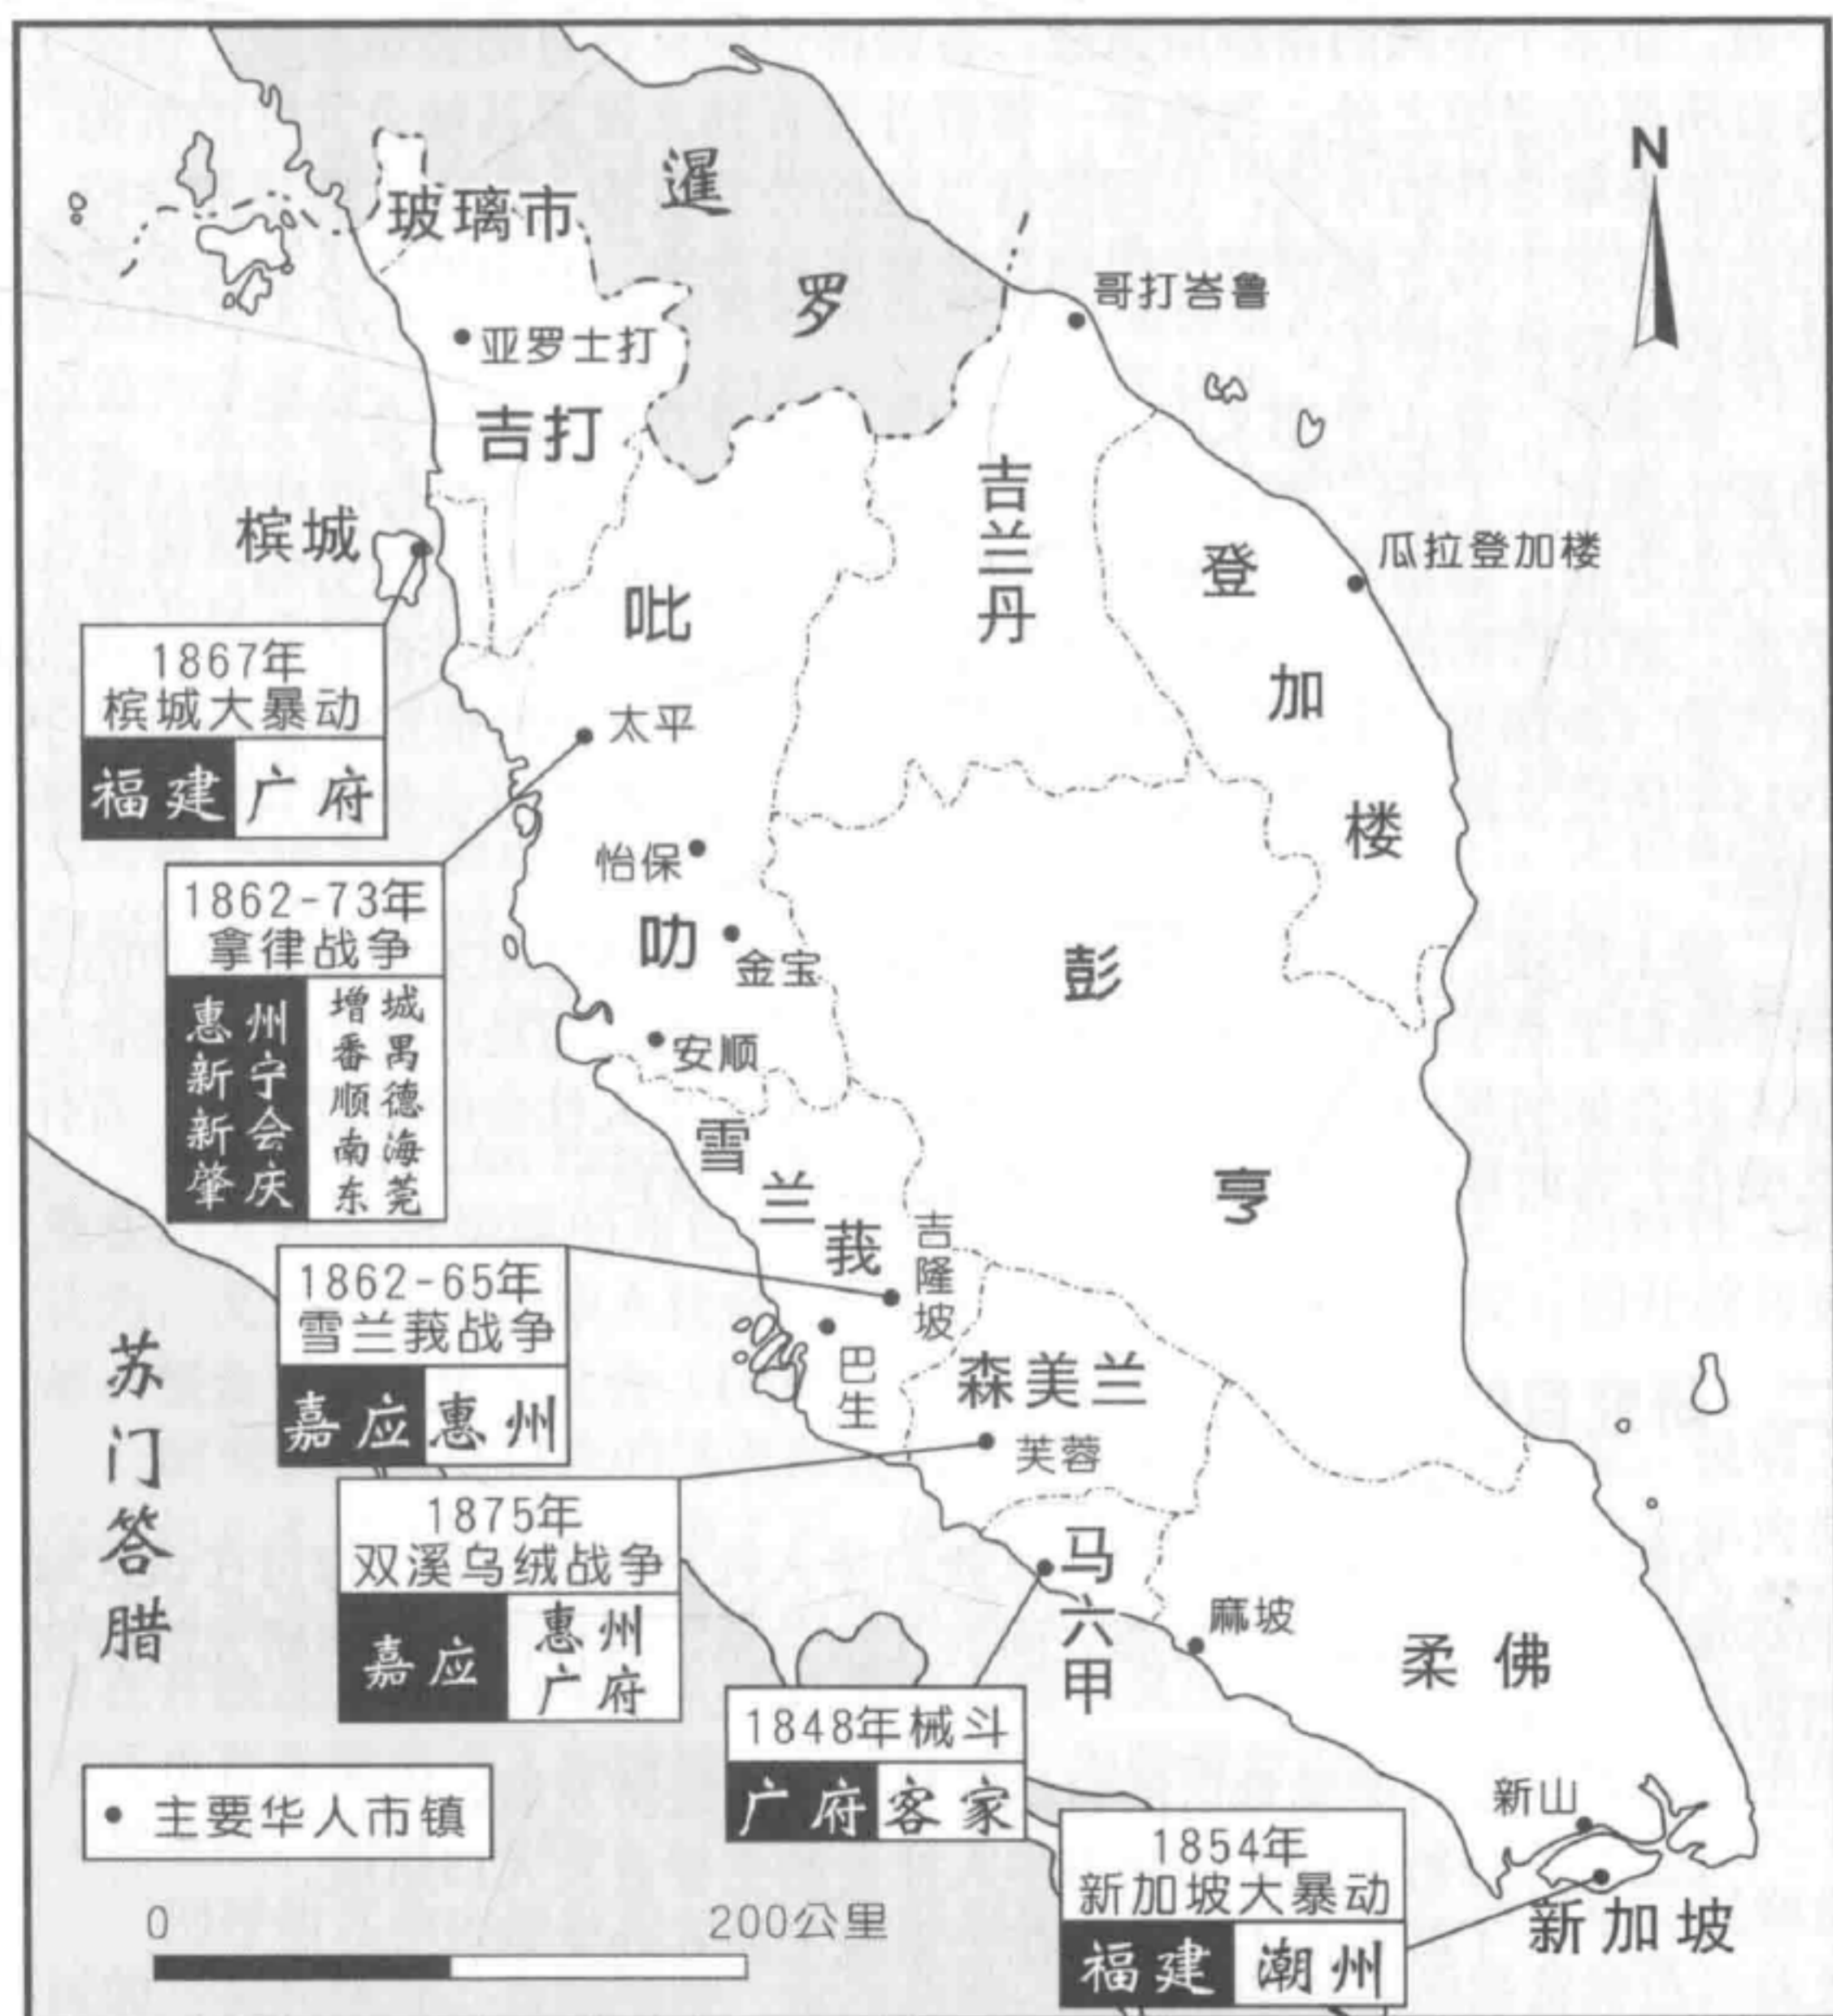 N
暹罗
玻璃市
哥打峇鲁
亚罗士打
吉打
吉兰丹
登加楼
瓜拉登加楼
槟城
1867年
槟城大暴动
福建 广府
吡叻
太平
怡保
金宝
安顺
1862-73年
拿律战争
惠州 增城
新宁 番禺
新会 顺德
肇庆 南海
东莞
彭亨
雪兰莪
吉隆坡
巴生
1862-65年
雪兰莪战争
嘉应 惠州
苏门答腊
森美兰
芙蓉
1875年
双溪乌绒战争
嘉应 惠州
广府
马六甲
麻坡
柔佛
1848年械斗
广府 客家
新山
新加坡
1854年
新加坡大暴动
福建 潮州
主要华人市镇
0 200公里